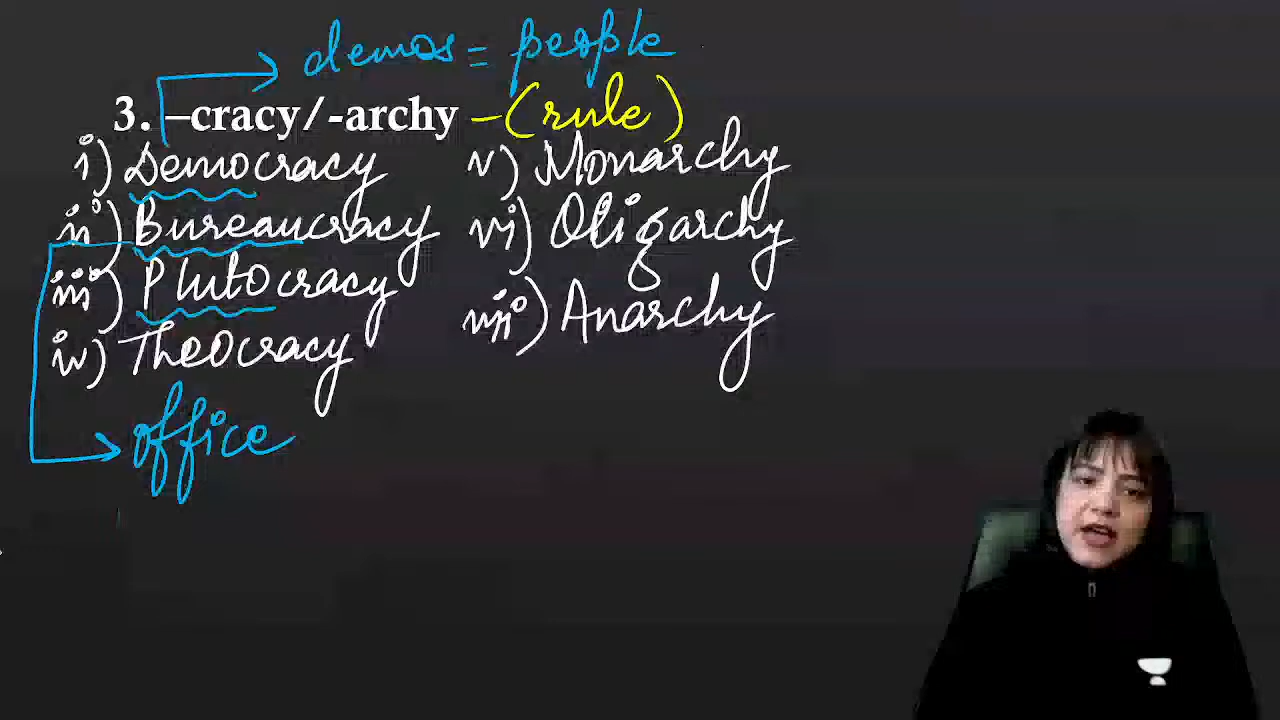 demos = people
3. –cracy/-archy – (rule)
i) Democracy
ii) Bureaucracy
iii) Plutocracy
iv) Theocracy
office
v) Monarchy
vi) Oligarchy
vii) Anarchy